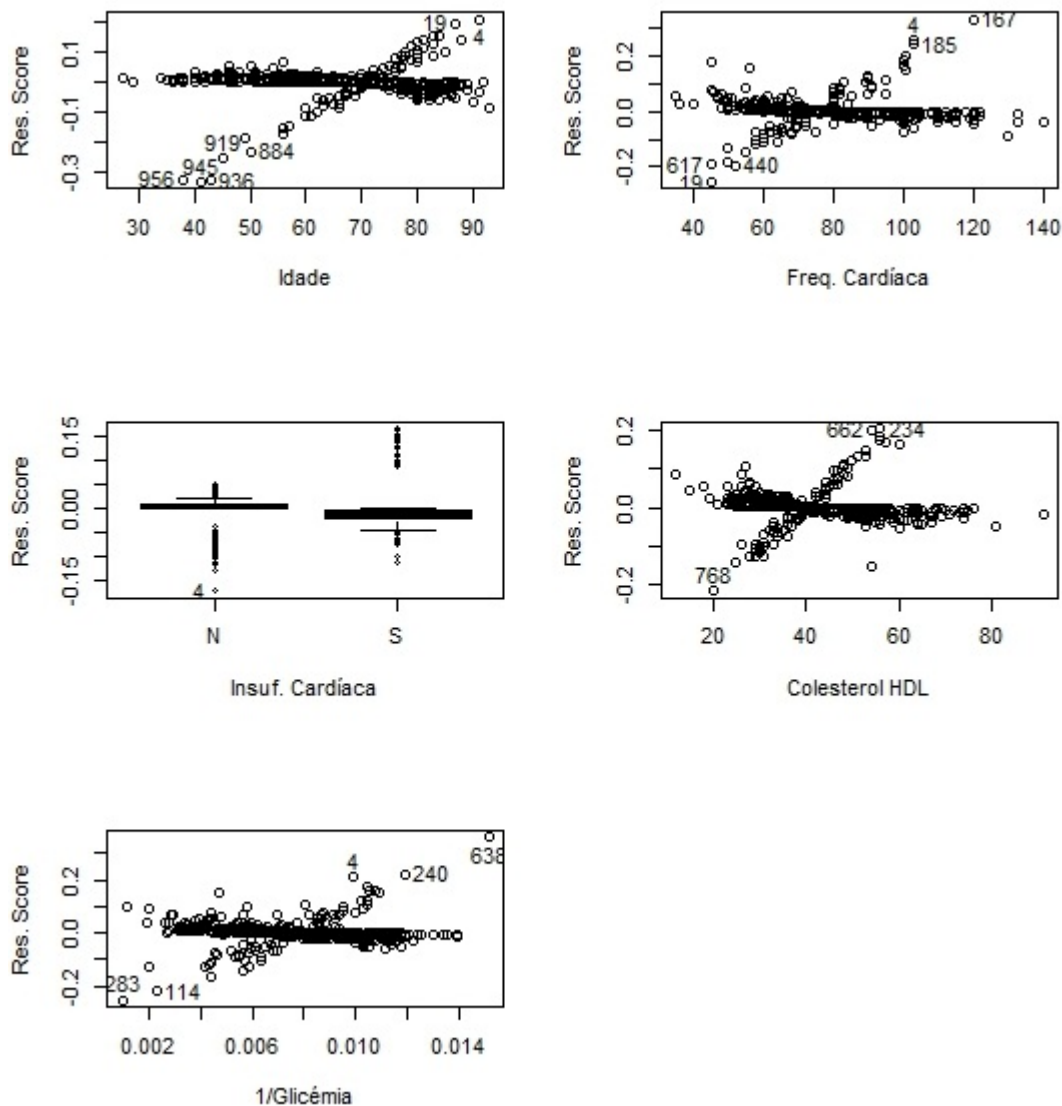 Res. Score
0.1
-0.1
-0.3
19
4
919
884
945
956
936
30 40 50 60 70 80 90
Idade
Res. Score
0.2
0.0
-0.2
167
4
185
617
440
19
40 60 80 100 120 140
Freq. Cardíaca
Res. Score
0.15
0.00
-0.15
4
N S
Insuf. Cardíaca
Res. Score
0.2
0.0
-0.2
662 234
768
20 40 60 80
Colesterol HDL
Res. Score
0.2
0.0
-0.2
638
4
240
283
114
0.002 0.006 0.010 0.014
1/Glicémia